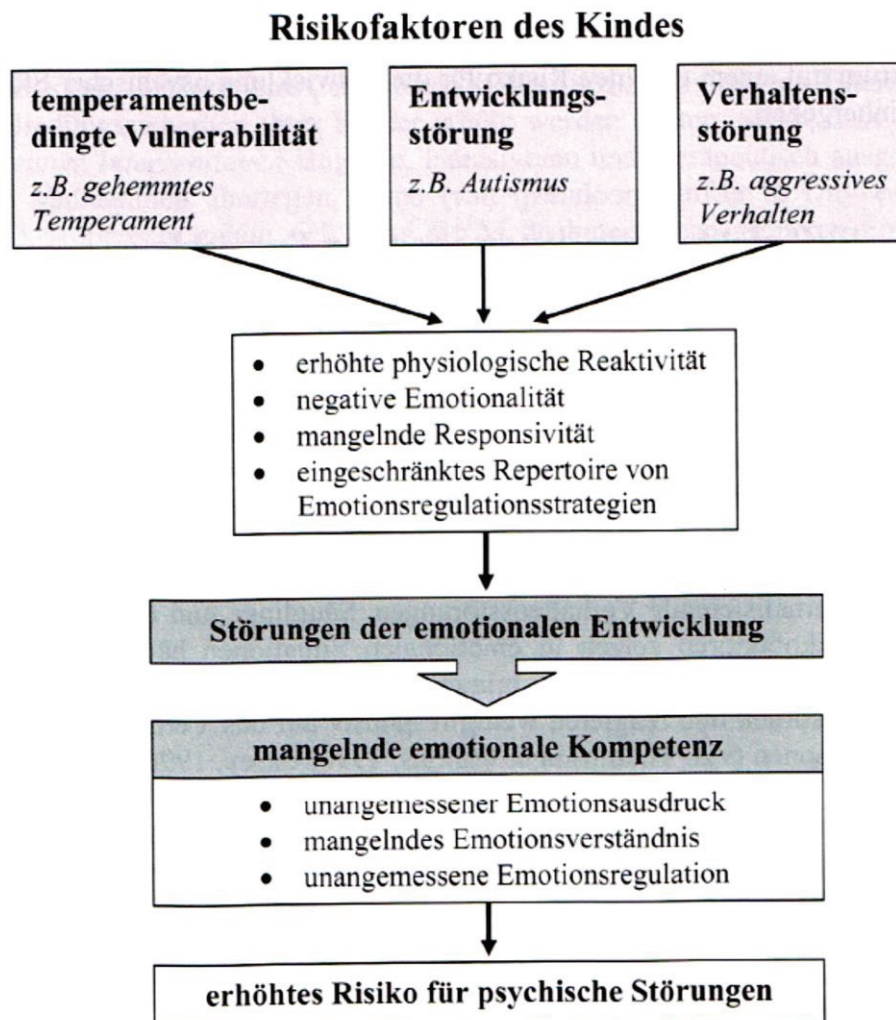 Risikofaktoren des Kindes
temperamentsbe-
dingte Vulnerabilität
z.B. gehemmtes
Temperament
Entwicklungs-
störung
z.B. Autismus
Verhaltens-
störung
z.B. aggressives
Verhalten
• erhöhte physiologische Reaktivität
• negative Emotionalität
• mangelnde Responsivität
• eingeschränktes Repertoire von
Emotionsregulationsstrategien
Störungen der emotionalen Entwicklung
mangelnde emotionale Kompetenz
• unangemessener Emotionsausdruck
• mangelndes Emotionsverständnis
• unangemessene Emotionsregulation
erhöhtes Risiko für psychische Störungen